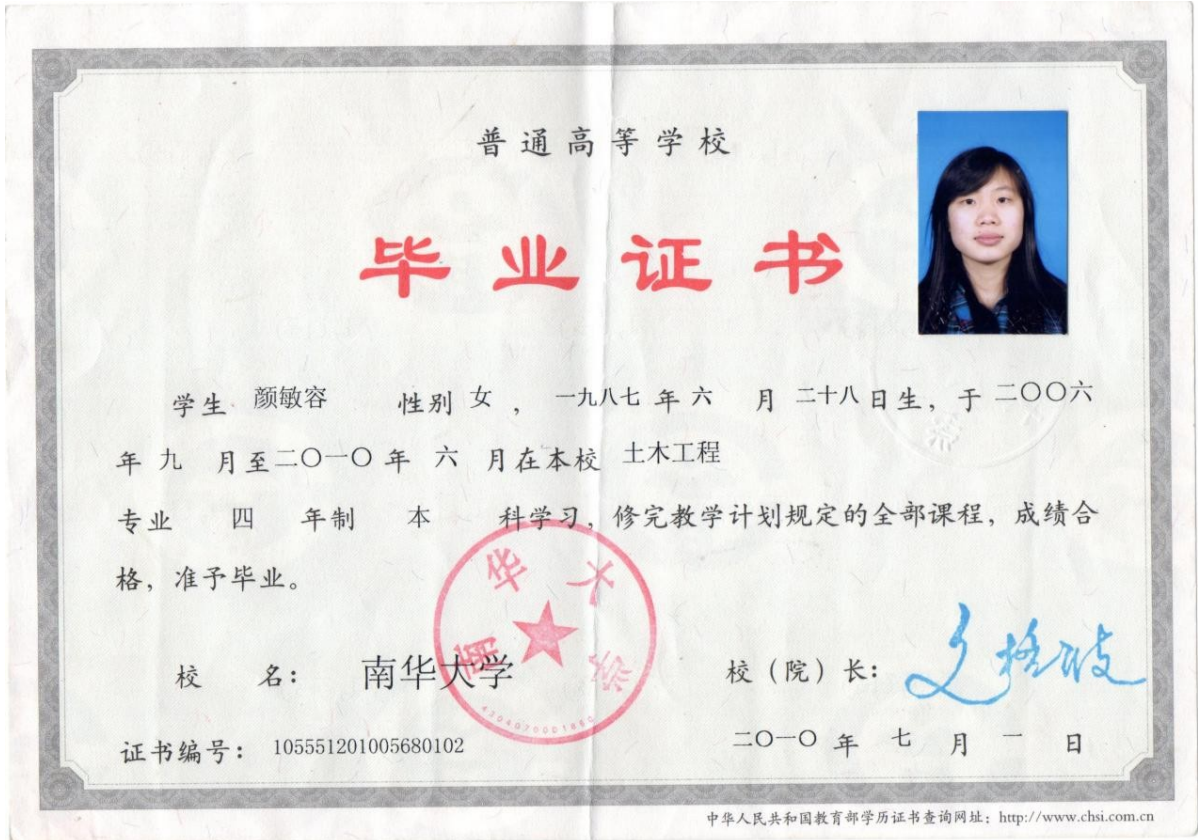 普通高等学校
毕业证书
学生 颜敏容 性别 女 ，一九八七 年 六 月 二十八日生，于 二〇〇六
年 九 月至二〇一〇年 六 月在本校 土木工程
专业 四 年制 本 科学习，修完教学计划规定的全部课程，成绩合
格，准予毕业。
南华大学
校 名： 南华大学 校（院）长：
证书编号： 105551201005680102 二〇一〇 年 七 月 一 日
中华人民共和国教育部学历证书查询网址：http://www.chsi.com.cn